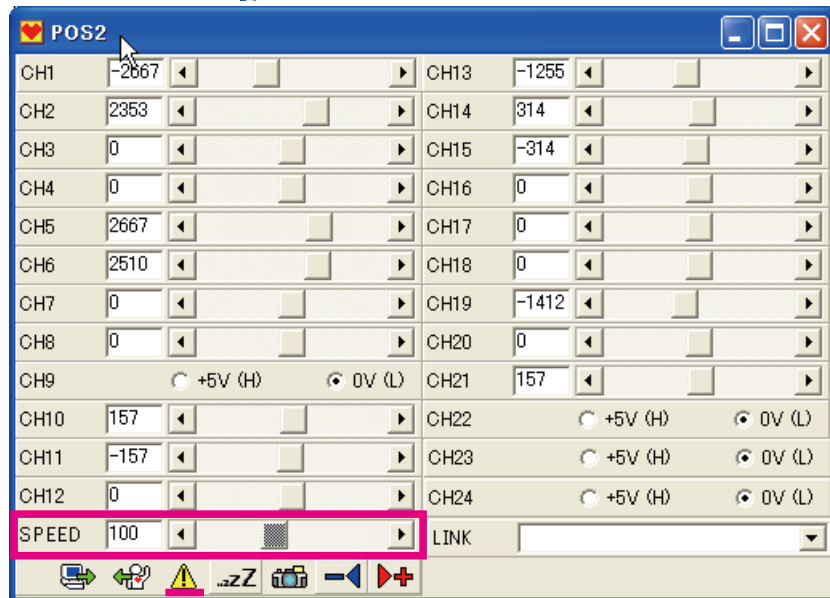 POS2
CH1 -2667
CH2 2353
CH3 0
CH4 0
CH5 2667
CH6 2510
CH7 0
CH8 0
CH9 +5V (H) 0V (L)
CH10 157
CH11 -157
CH12 0
SPEED 100
..zzZ
CH13 -1255
CH14 314
CH15 -314
CH16 0
CH17 0
CH18 0
CH19 -1412
CH20 0
CH21 157
CH22 +5V (H) 0V (L)
CH23 +5V (H) 0V (L)
CH24 +5V (H) 0V (L)
LINK